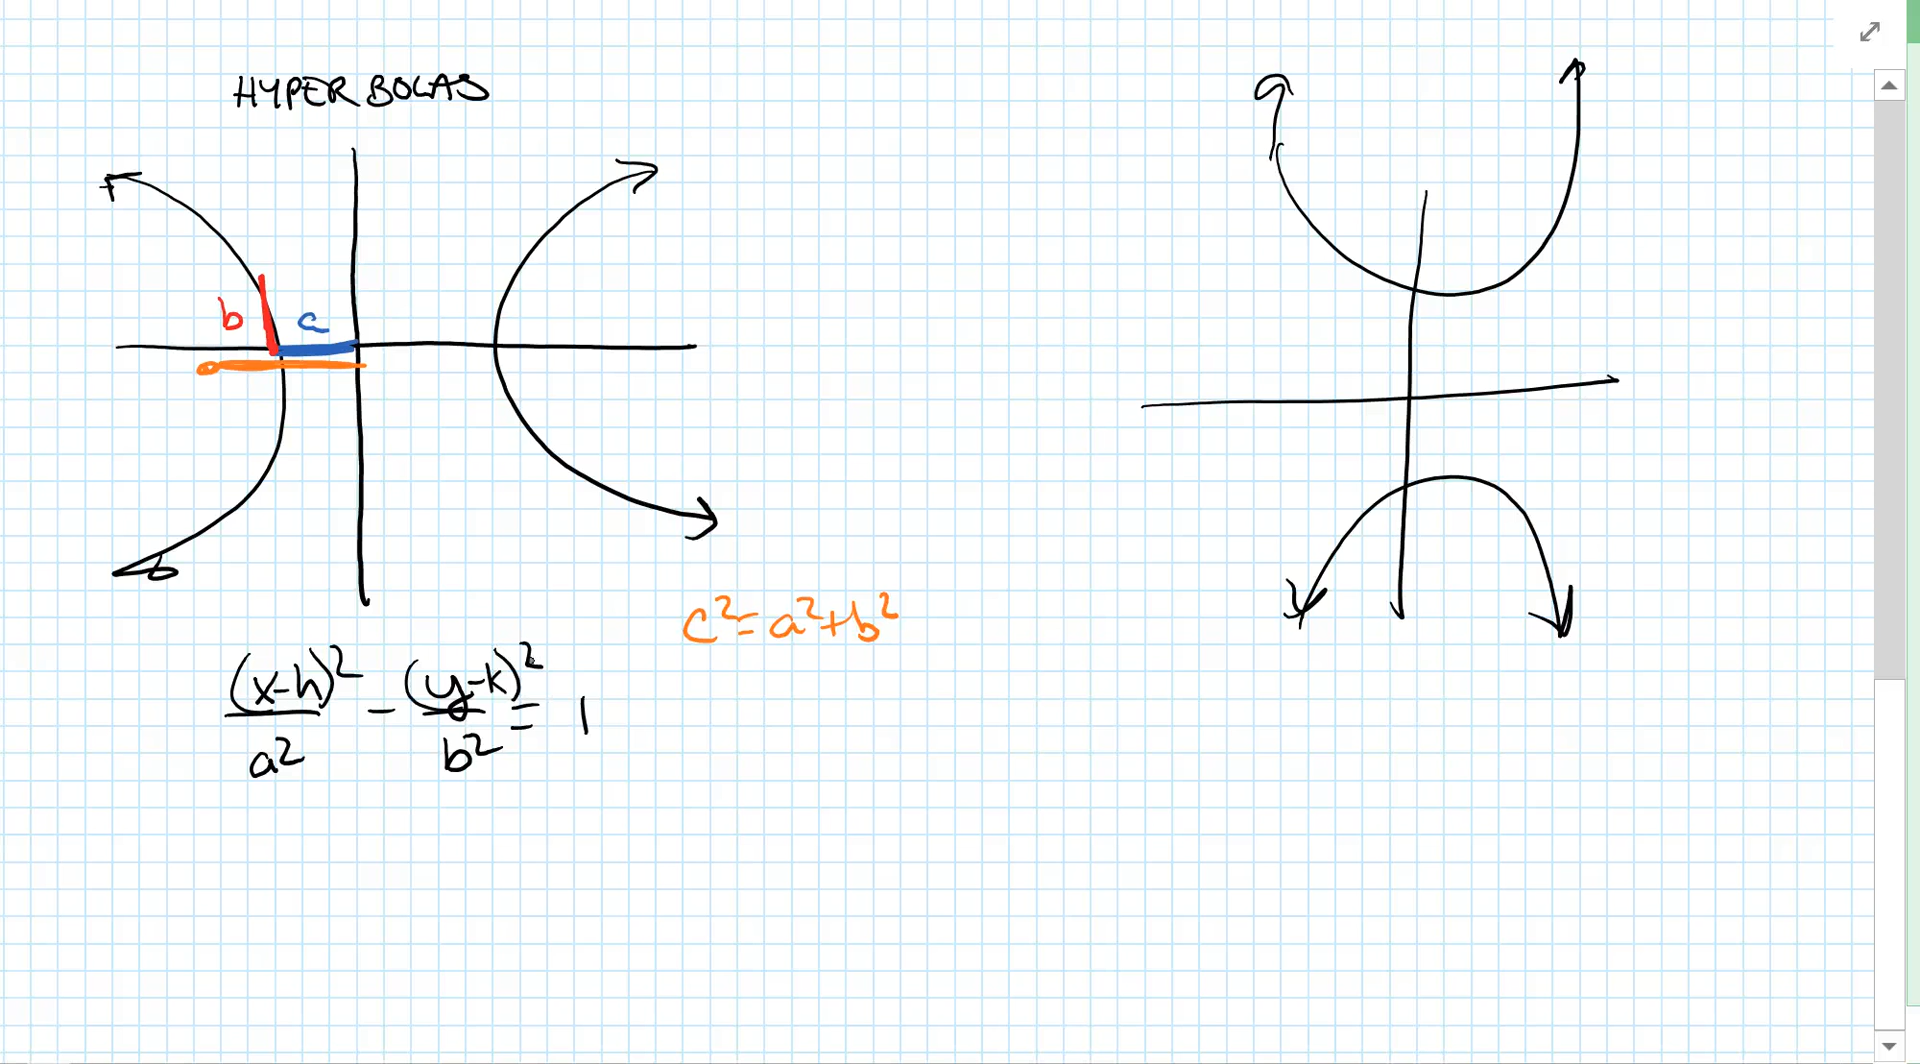 HYPERBOLAS
b a
c²=a²+b²
(x-h)²/a² - (y-k)²/b² = 1